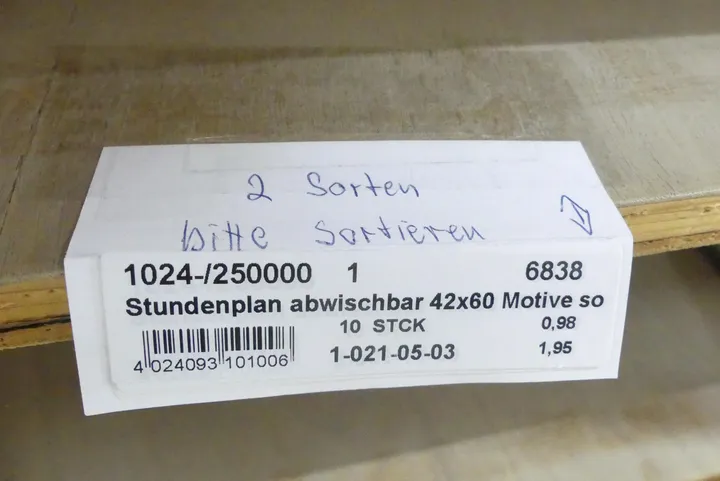 2 Sorten
bitte Sortieren
1024-/250000 1 6838
Stundenplan abwischbar 42x60 Motive so
10 STCK 0,98
4 024093 101006 1-021-05-03 1,95